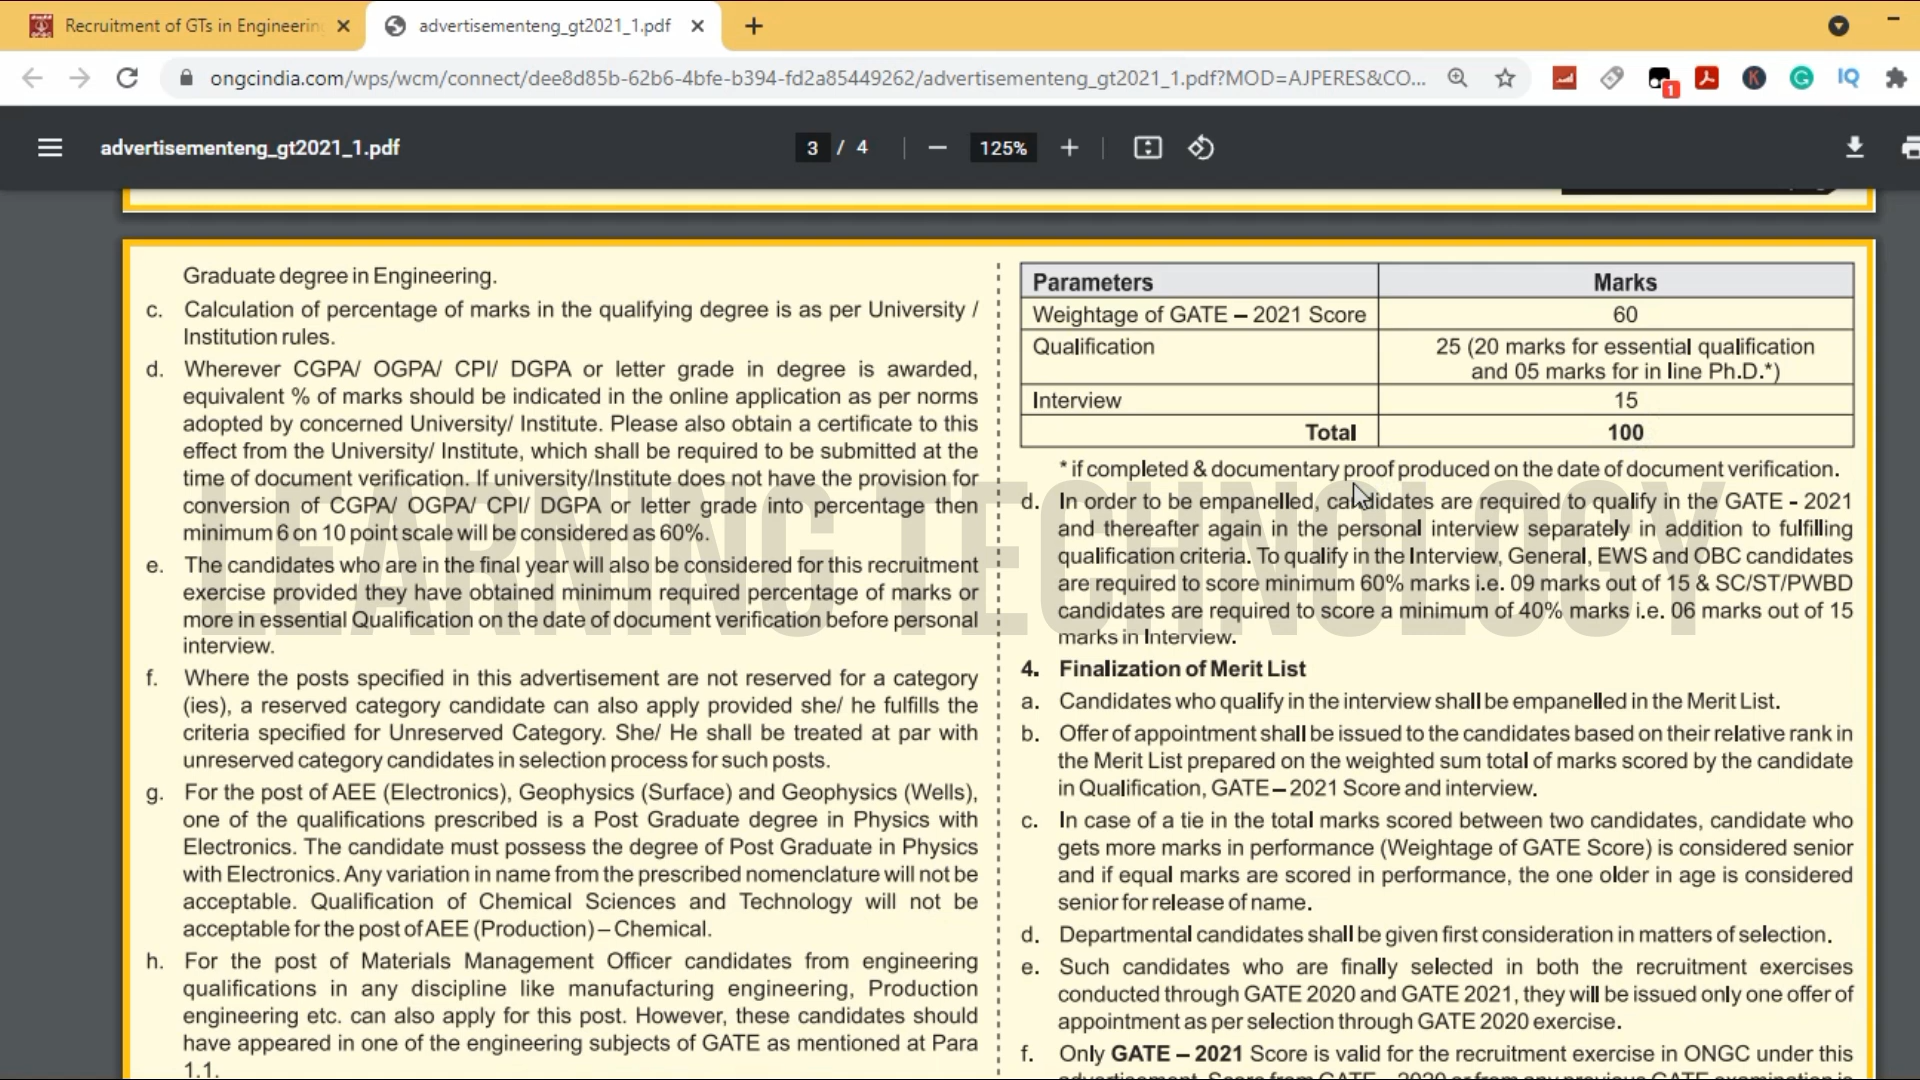 Recruitment of GTs in Engineering
advertisementeng_gt2021_1.pdf
ongcindia.com/wps/wcm/connect/dee8d85b-62b6-4bfe-b394-fd2a85449262/advertisementeng_gt2021_1.pdf?MOD=AJPERES&CO...
1
K
G
IQ
advertisementeng_gt2021_1.pdf
3 / 4
125%
Graduate degree in Engineering.
c. Calculation of percentage of marks in the qualifying degree is as per University /
Institution rules.
d. Wherever CGPA/ OGPA/ CPI/ DGPA or letter grade in degree is awarded,
equivalent % of marks should be indicated in the online application as per norms
adopted by concerned University/ Institute. Please also obtain a certificate to this
effect from the University/ Institute, which shall be required to be submitted at the
time of document verification. If university/Institute does not have the provision for
conversion of CGPA/ OGPA/ CPI/ DGPA or letter grade into percentage then
minimum 6 on 10 point scale will be considered as 60%.
e. The candidates who are in the final year will also be considered for this recruitment
exercise provided they have obtained minimum required percentage of marks or
more in essential Qualification on the date of document verification before personal
interview.
f. Where the posts specified in this advertisement are not reserved for a category
(ies), a reserved category candidate can also apply provided she/ he fulfills the
criteria specified for Unreserved Category. She/ He shall be treated at par with
unreserved category candidates in selection process for such posts.
g. For the post of AEE (Electronics), Geophysics (Surface) and Geophysics (Wells),
one of the qualifications prescribed is a Post Graduate degree in Physics with
Electronics. The candidate must possess the degree of Post Graduate in Physics
with Electronics. Any variation in name from the prescribed nomenclature will not be
acceptable. Qualification of Chemical Sciences and Technology will not be
acceptable for the post of AEE (Production) – Chemical.
h. For the post of Materials Management Officer candidates from engineering
qualifications in any discipline like manufacturing engineering, Production
engineering etc. can also apply for this post. However, these candidates should
have appeared in one of the engineering subjects of GATE as mentioned at Para
1.1.
Parameters Marks
Weightage of GATE – 2021 Score 60
Qualification 25 (20 marks for essential qualification
and 05 marks for in line Ph.D.*)
Interview 15
Total 100
* if completed & documentary proof produced on the date of document verification.
d. In order to be empanelled, candidates are required to qualify in the GATE - 2021
and thereafter again in the personal interview separately in addition to fulfilling
qualification criteria. To qualify in the Interview, General, EWS and OBC candidates
are required to score minimum 60% marks i.e. 09 marks out of 15 & SC/ST/PWBD
candidates are required to score a minimum of 40% marks i.e. 06 marks out of 15
marks in Interview.
4. Finalization of Merit List
a. Candidates who qualify in the interview shall be empanelled in the Merit List.
b. Offer of appointment shall be issued to the candidates based on their relative rank in
the Merit List prepared on the weighted sum total of marks scored by the candidate
in Qualification, GATE – 2021 Score and interview.
c. In case of a tie in the total marks scored between two candidates, candidate who
gets more marks in performance (Weightage of GATE Score) is considered senior
and if equal marks are scored in performance, the one older in age is considered
senior for release of name.
d. Departmental candidates shall be given first consideration in matters of selection.
e. Such candidates who are finally selected in both the recruitment exercises
conducted through GATE 2020 and GATE 2021, they will be issued only one offer of
appointment as per selection through GATE 2020 exercise.
f. Only GATE – 2021 Score is valid for the recruitment exercise in ONGC under this
LEARNING TECHNOLOGY